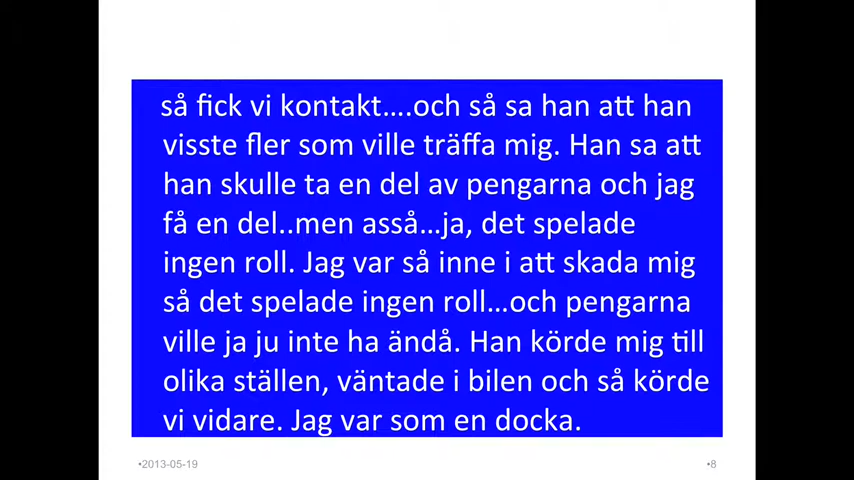 så fick vi kontakt….och så sa han att han
visste fler som ville träffa mig. Han sa att
han skulle ta en del av pengarna och jag
få en del..men asså…ja, det spelade
ingen roll. Jag var så inne i att skada mig
så det spelade ingen roll…och pengarna
ville ja ju inte ha ändå. Han körde mig till
olika ställen, väntade i bilen och så körde
vi vidare. Jag var som en docka.
•2013-05-19
•8